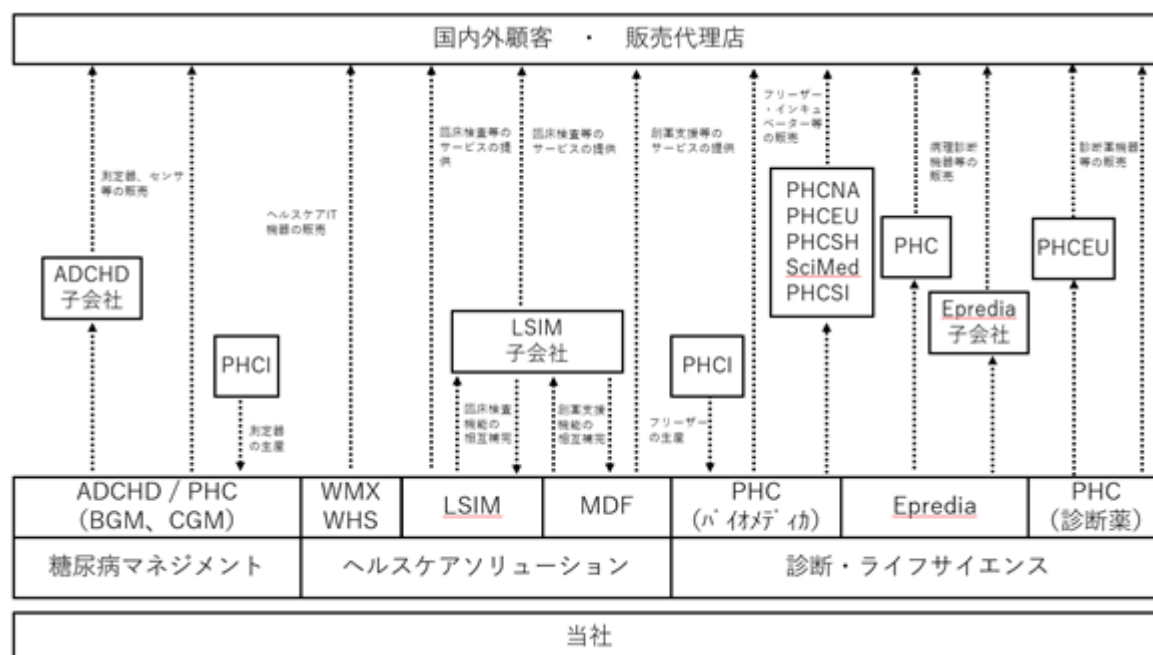 国内外顧客 ・ 販売代理店
フリーザー
・インキュ
ベーター等
の販売
臨床検査等の
サービスの提
供
臨床検査等の
サービスの提供
創薬支援等の
サービスの提供
病理診断
機器等の
販売
診断薬機器
等の販売
測定器、センサ
等の販売
ヘルスケアIT
機器の販売
PHCNA
PHCEU
PHCSH
SciMed
PHCSI
PHC
PHCEU
ADCHD
子会社
Epredia
子会社
LSIM
子会社
PHCI
PHCI
測定器
の生産
臨床検査
機能の
相互補完
創薬支援
機能の
相互補完
フリーザー
の生産
ADCHD / PHC
(BGM、CGM)
WMX
WHS
LSIM
MDF
PHC
(バイオメディカ)
Epredia
PHC
(診断薬)
糖尿病マネジメント
ヘルスケアソリューション
診断・ライフサイエンス
当社